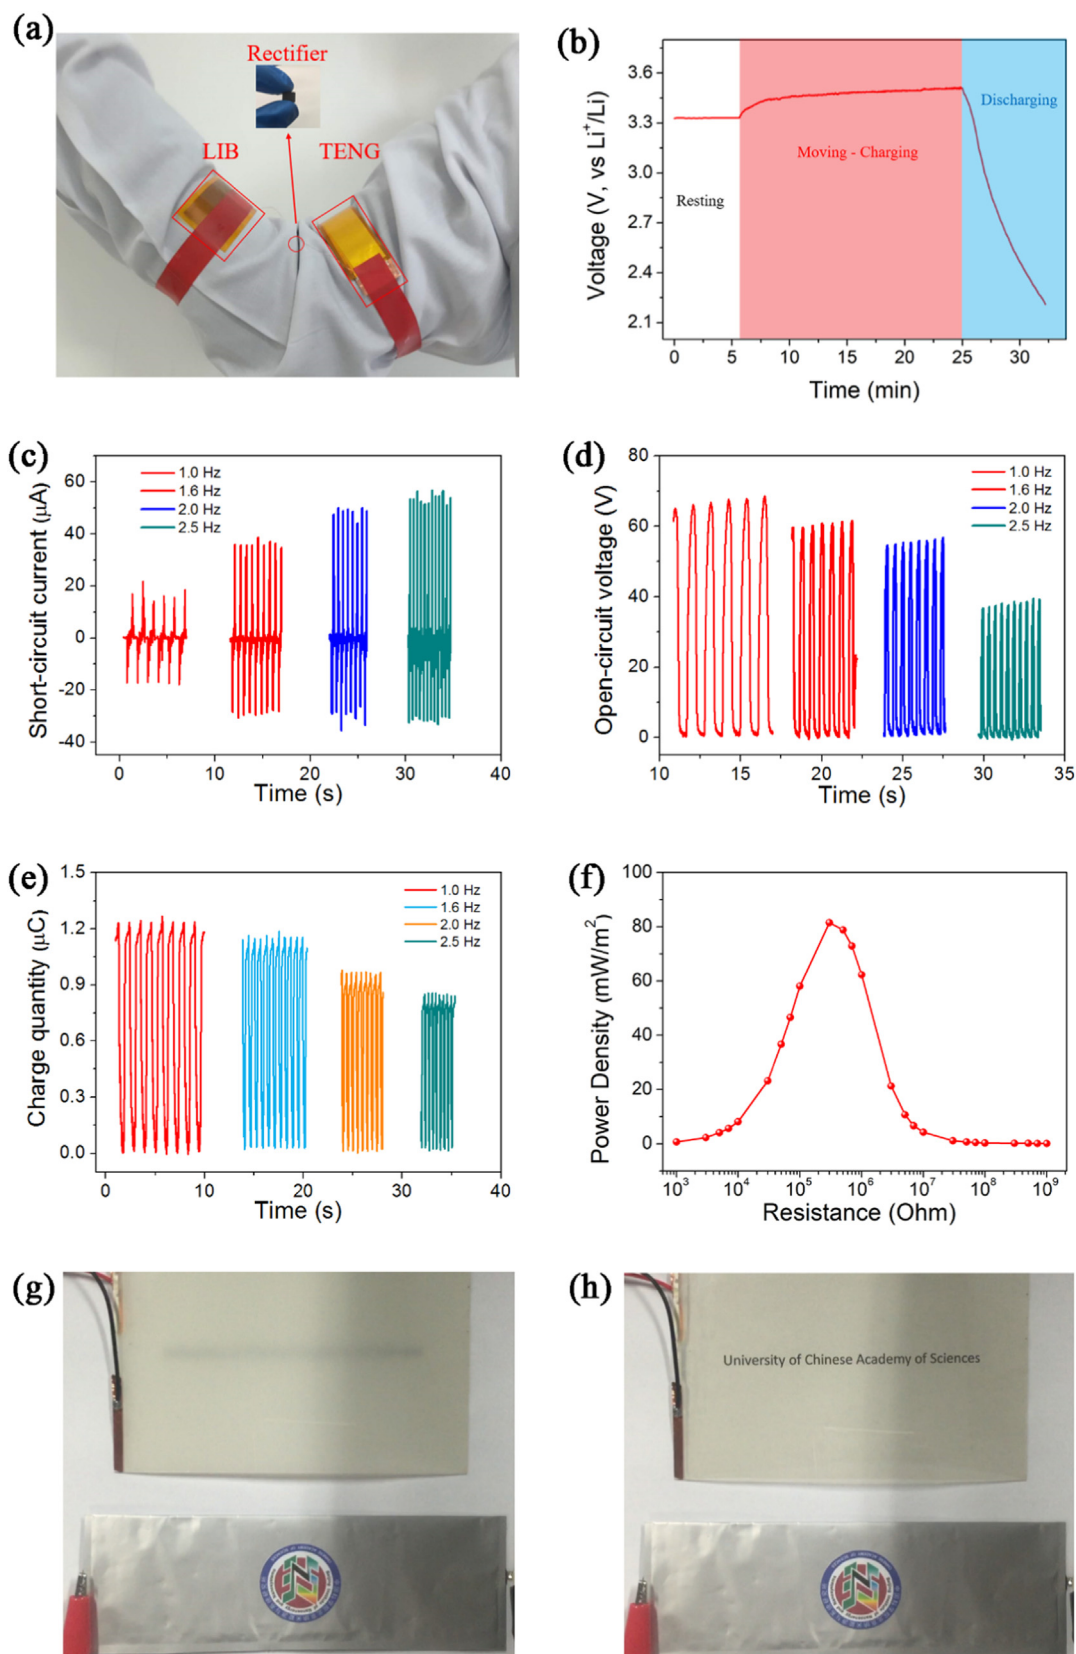 (a)
Rectifier
LIB
TENG
(b)
Voltage (V, vs Li⁺/Li)
3.6
3.3
3.0
2.7
2.4
2.1
Resting
Moving - Charging
Discharging
0 5 10 15 20 25 30
Time (min)
(c)
Short-circuit current (μA)
60
40
20
0
-20
-40
1.0 Hz
1.6 Hz
2.0 Hz
2.5 Hz
0 10 20 30 40
Time (s)
(d)
Open-circuit voltage (V)
80
60
40
20
0
1.0 Hz
1.6 Hz
2.0 Hz
2.5 Hz
10 15 20 25 30 35
Time (s)
(e)
Charge quantity (μC)
1.5
1.2
0.9
0.6
0.3
0.0
1.0 Hz
1.6 Hz
2.0 Hz
2.5 Hz
0 10 20 30 40
Time (s)
(f)
Power Density (mW/m²)
100
80
60
40
20
0
10³ 10⁴ 10⁵ 10⁶ 10⁷ 10⁸ 10⁹
Resistance (Ohm)
(g)
(h)
University of Chinese Academy of Sciences